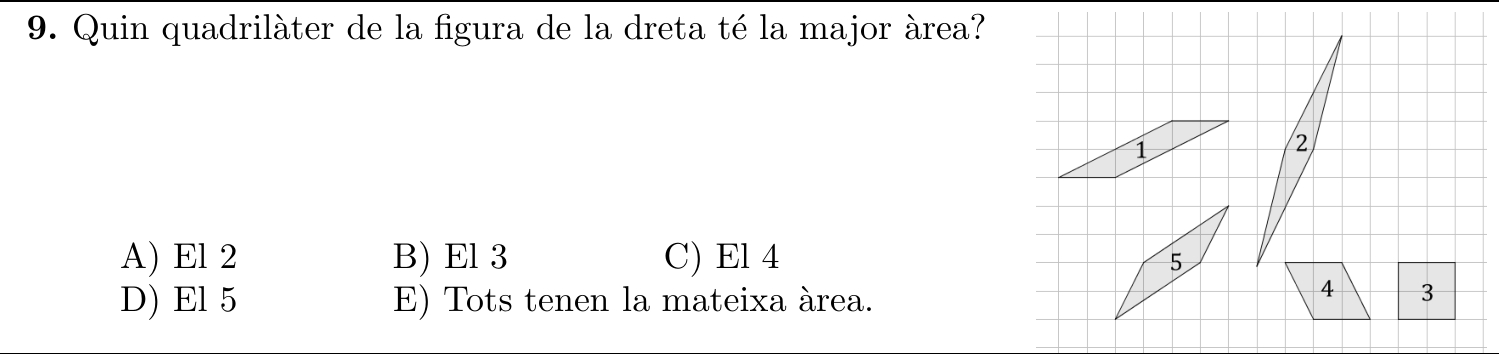 9. Quin quadrilàter de la figura de la dreta té la major àrea?
1
2
5
4
3
A) El 2 B) El 3 C) El 4
D) El 5 E) Tots tenen la mateixa àrea.